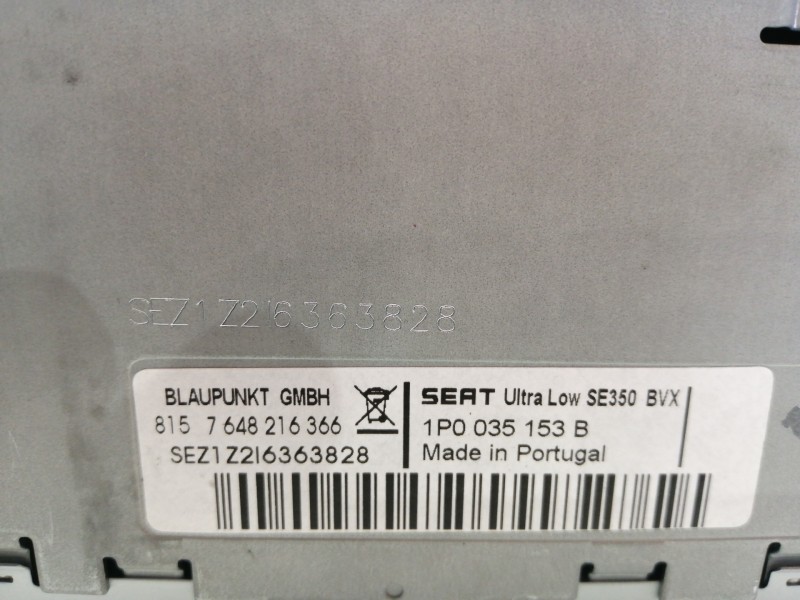 SEZ1Z2I6363828
BLAUPUNKT GMBH
815 7 648 216 366
SEZ1Z2I6363828
SEAT Ultra Low SE350 BVX
1P0 035 153 B
Made in Portugal